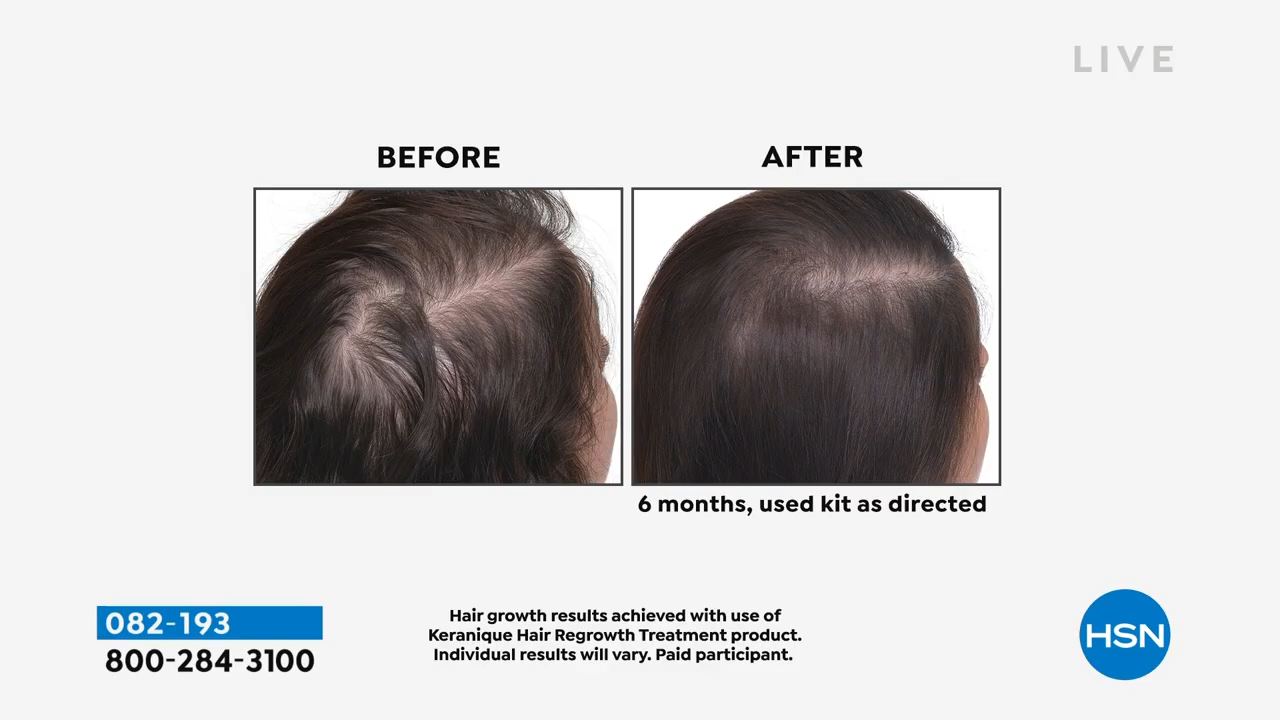 LIVE
BEFORE
AFTER
6 months, used kit as directed
082-193
800-284-3100
Hair growth results achieved with use of
Keranique Hair Regrowth Treatment product.
Individual results will vary. Paid participant.
HSN